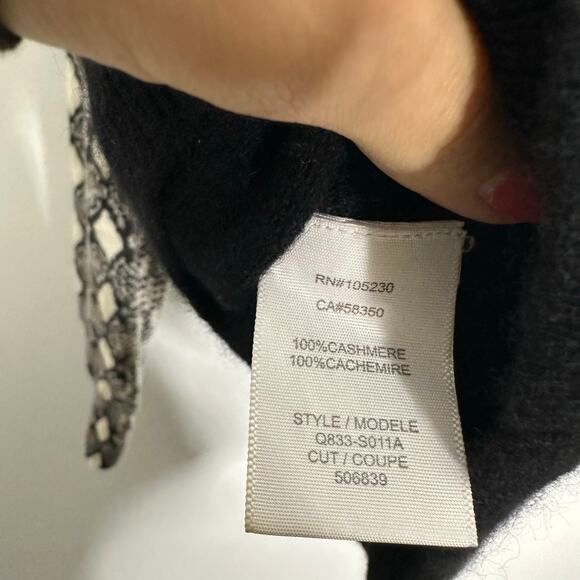 RN#105230
CA#58350
100%CASHMERE
100%CACHEMIRE
STYLE / MODELE
Q833-S011A
CUT / COUPE
506839